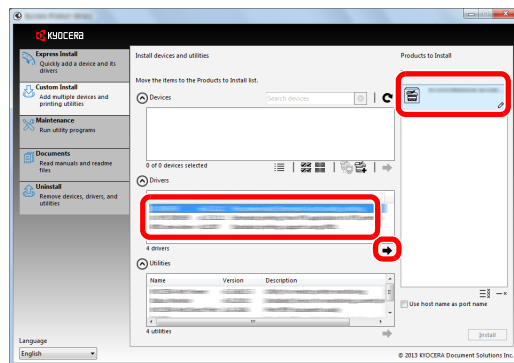 KYOCERA
Express Install
Quickly add a device and its
drivers
Custom Install
Add multiple devices and
printing utilities
Maintenance
Run utility programs
Documents
Read manuals and readme
files
Uninstall
Remove devices, drivers, and
utilities
Language
English
Install devices and utilities
Move the items to the Products to Install list.
Devices
Search devices
0 of 0 devices selected
Drivers
4 drivers
Utilities
Name Version Description
4 utilities
Products to Install
Use host name as port name
Install
© 2013 KYOCERA Document Solutions Inc.